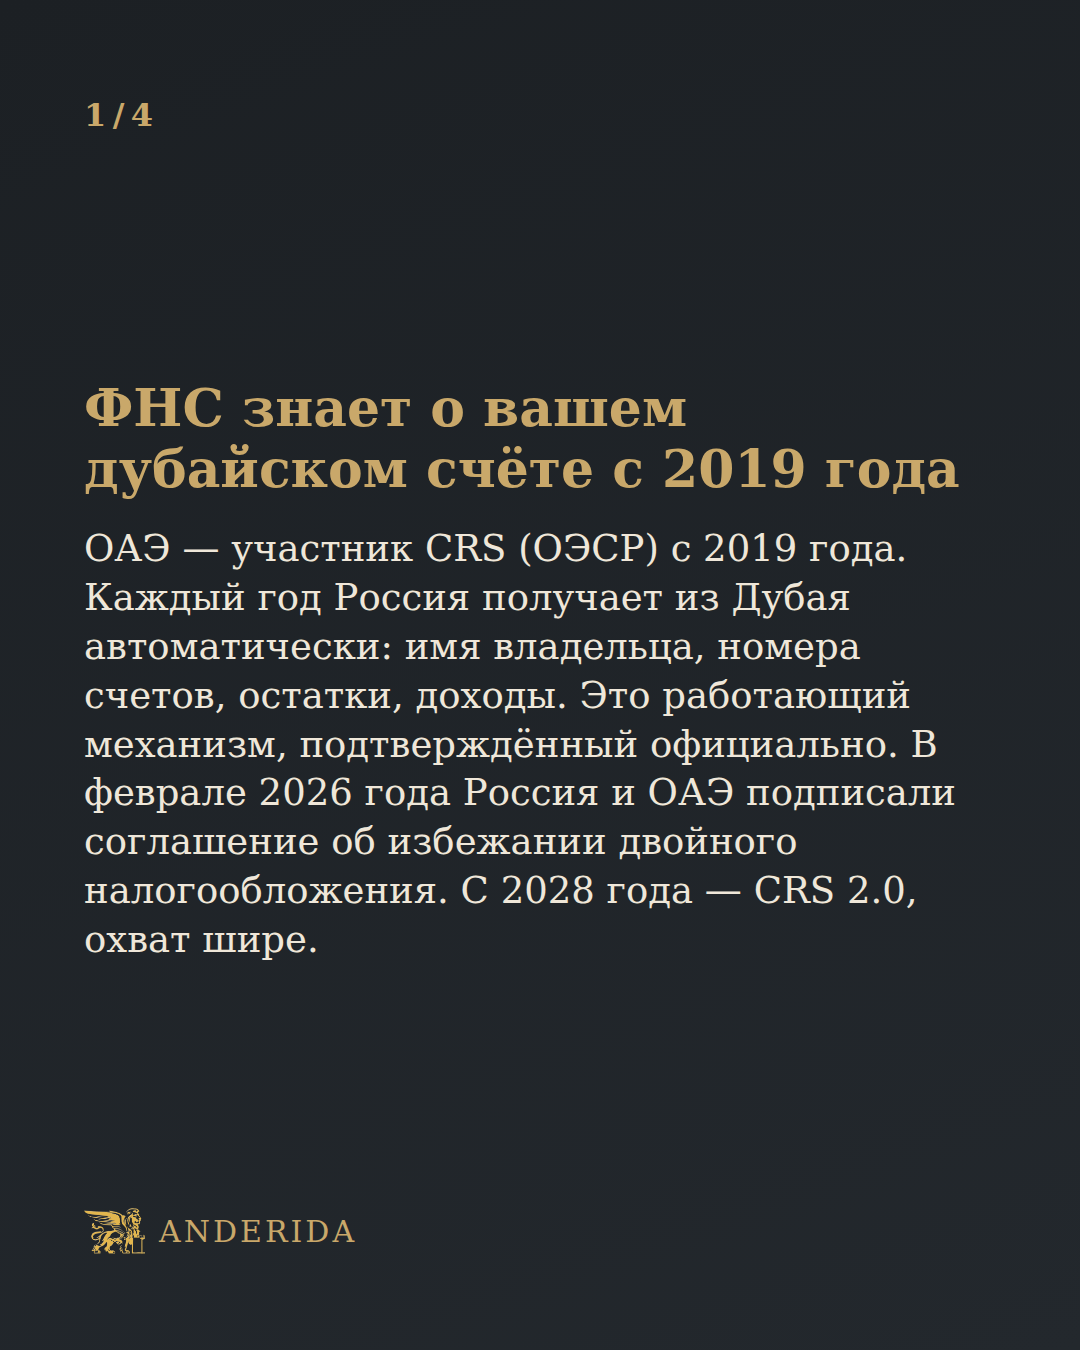 1/4
ФНС знает о вашем
дубайском счёте с 2019 года
ОАЭ — участник CRS (ОЭСР) с 2019 года.
Каждый год Россия получает из Дубая
автоматически: имя владельца, номера
счетов, остатки, доходы. Это работающий
механизм, подтверждённый официально. В
феврале 2026 года Россия и ОАЭ подписали
соглашение об избежании двойного
налогообложения. С 2028 года — CRS 2.0,
охват шире.
ANDERIDA